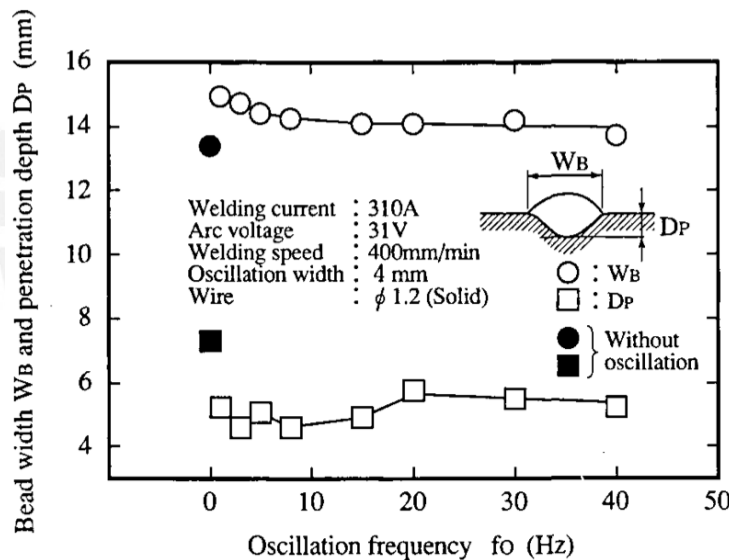 Bead width WB and penetration depth DP (mm)
16
14
12
10
8
6
4
WB
DP
Welding current : 310A
Arc voltage : 31V
Welding speed : 400mm/min
Oscillation width : 4 mm
Wire : ϕ 1.2 (Solid)
: WB
: DP
Without
oscillation
0 10 20 30 40 50
Oscillation frequency fo (Hz)